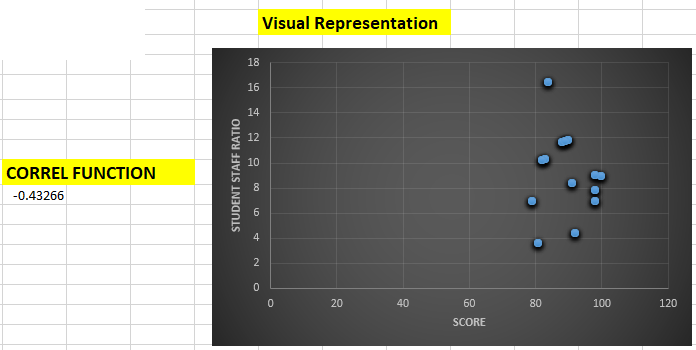 Visual Representation
CORREL FUNCTION
-0.43266
STUDENT STAFF RATIO
18
16
14
12
10
8
6
4
2
0
0 20 40 60 80 100 120
SCORE